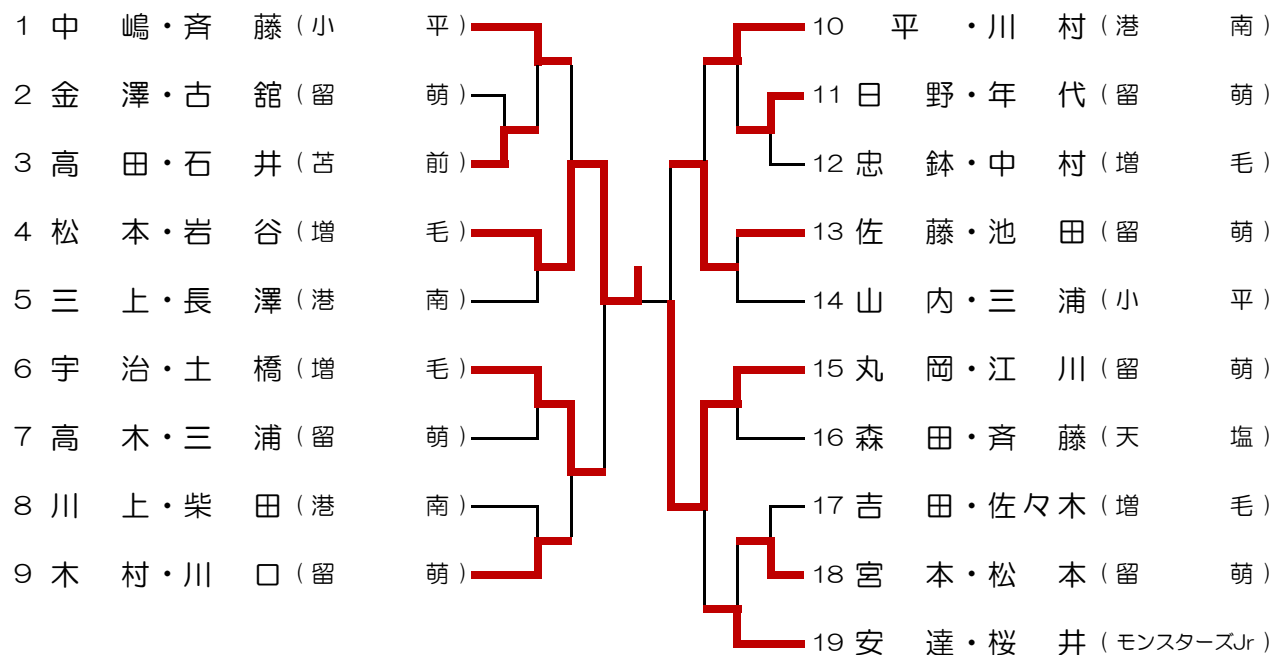 1 中 嶋・斉 藤 (小 平)
2 金 澤・古 舘 (留 萌)
3 高 田・石 井 (苫 前)
4 松 本・岩 谷 (増 毛)
5 三 上・長 澤 (港 南)
6 宇 治・土 橋 (増 毛)
7 高 木・三 浦 (留 萌)
8 川 上・柴 田 (港 南)
9 木 村・川 口 (留 萌)
10 平 ・川 村 (港 南)
11 日 野・年 代 (留 萌)
12 忠 鉢・中 村 (増 毛)
13 佐 藤・池 田 (留 萌)
14 山 内・三 浦 (小 平)
15 丸 岡・江 川 (留 萌)
16 森 田・斉 藤 (天 塩)
17 吉 田・佐々木 (増 毛)
18 宮 本・松 本 (留 萌)
19 安 達・桜 井 (モンスターズJr)